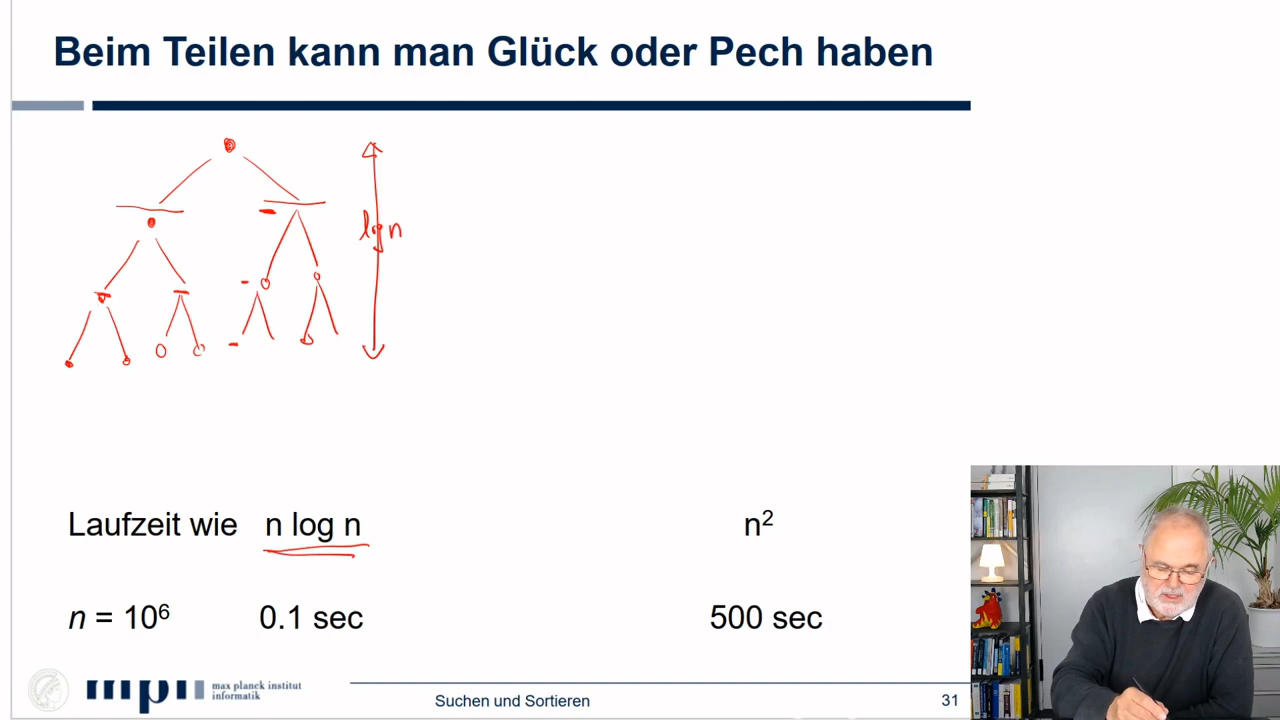 Beim Teilen kann man Glück oder Pech haben
log n
Laufzeit wie n log n n²
n = 10⁶ 0.1 sec 500 sec
mpi max planck institut
informatik
Suchen und Sortieren 31